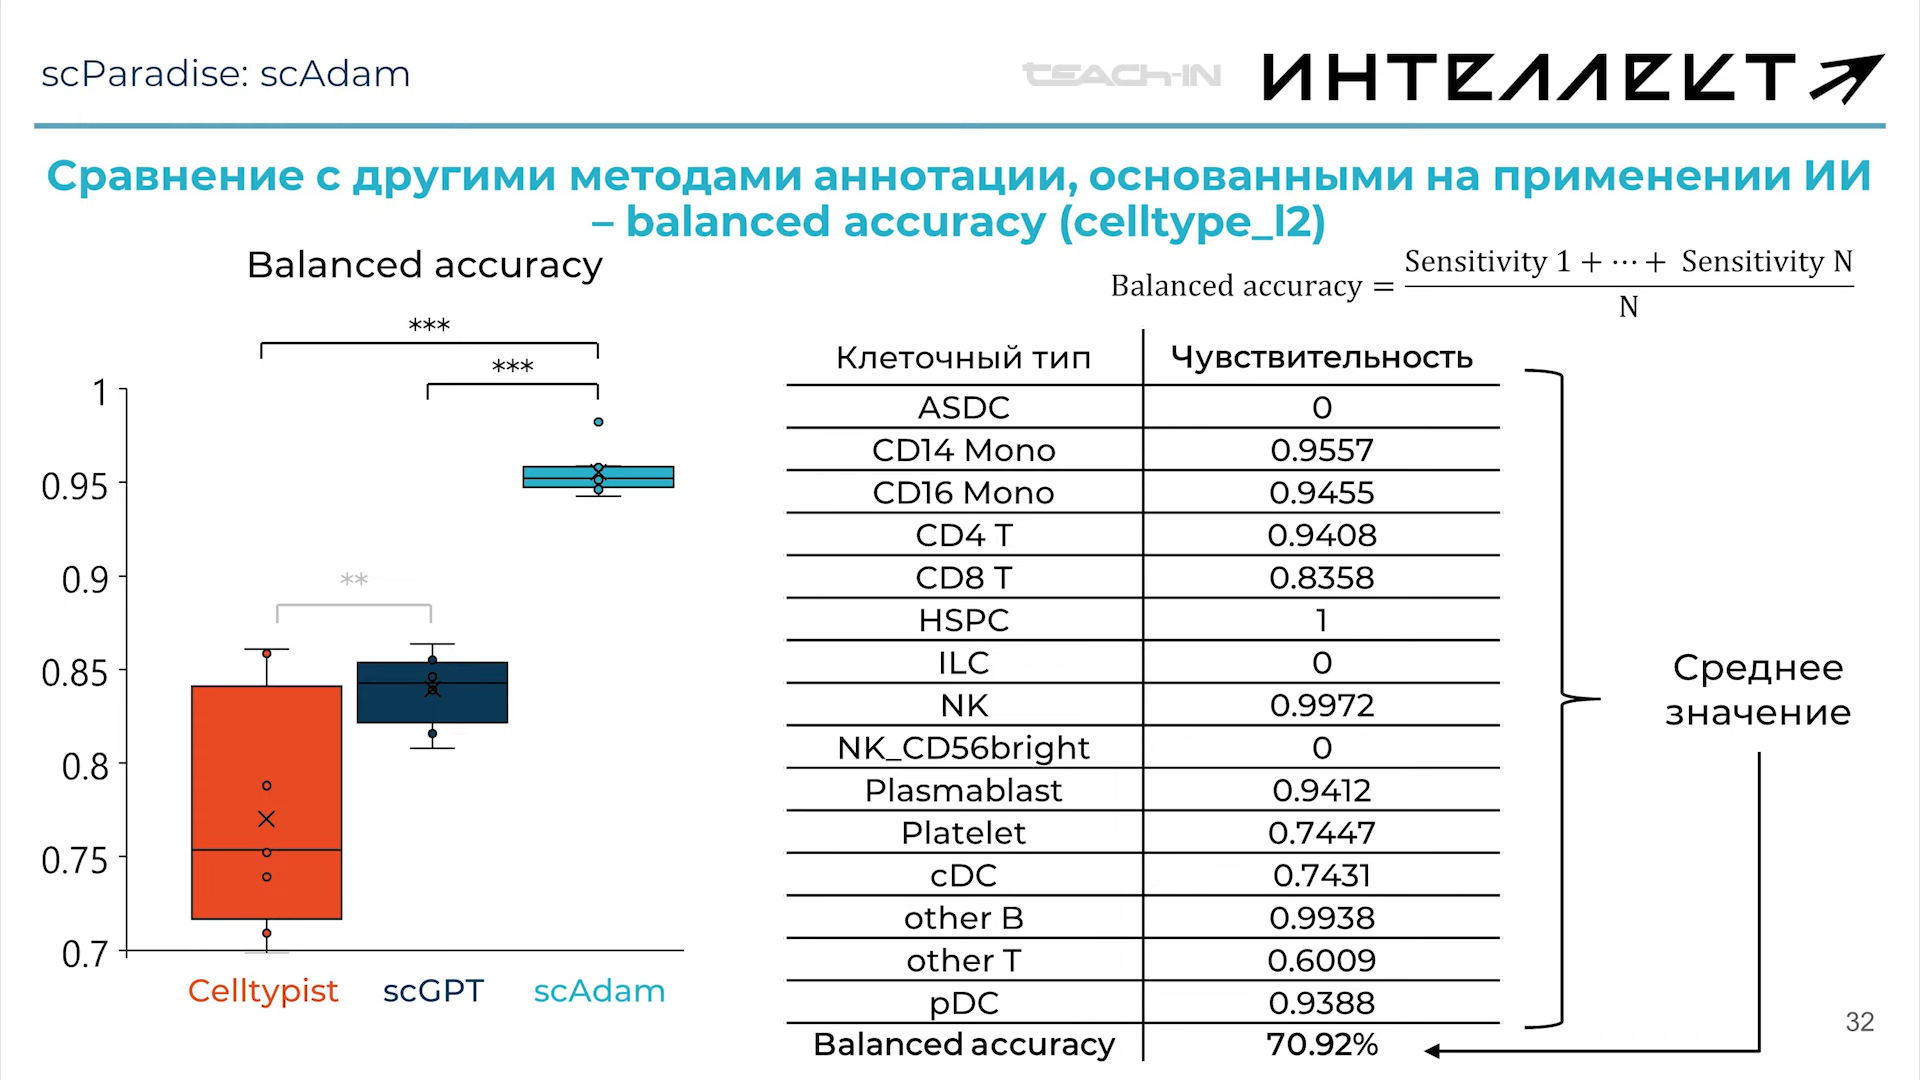 scParadise: scAdam
TEACH-IN
ИНТЕЛЛЕКТ
Сравнение с другими методами аннотации, основанными на применении ИИ
– balanced accuracy (celltype_l2)
Balanced accuracy
***
***
1
0.95
0.9
**
0.85
0.8
0.75
0.7
Celltypist scGPT scAdam
Balanced accuracy = Sensitivity 1 + ⋯ + Sensitivity N
N
Клеточный тип Чувствительность
ASDC 0
CD14 Mono 0.9557
CD16 Mono 0.9455
CD4 T 0.9408
CD8 T 0.8358
HSPC 1
ILC 0
NK 0.9972
NK_CD56bright 0
Plasmablast 0.9412
Platelet 0.7447
cDC 0.7431
other B 0.9938
other T 0.6009
pDC 0.9388
Balanced accuracy 70.92%
Среднее
значение
32